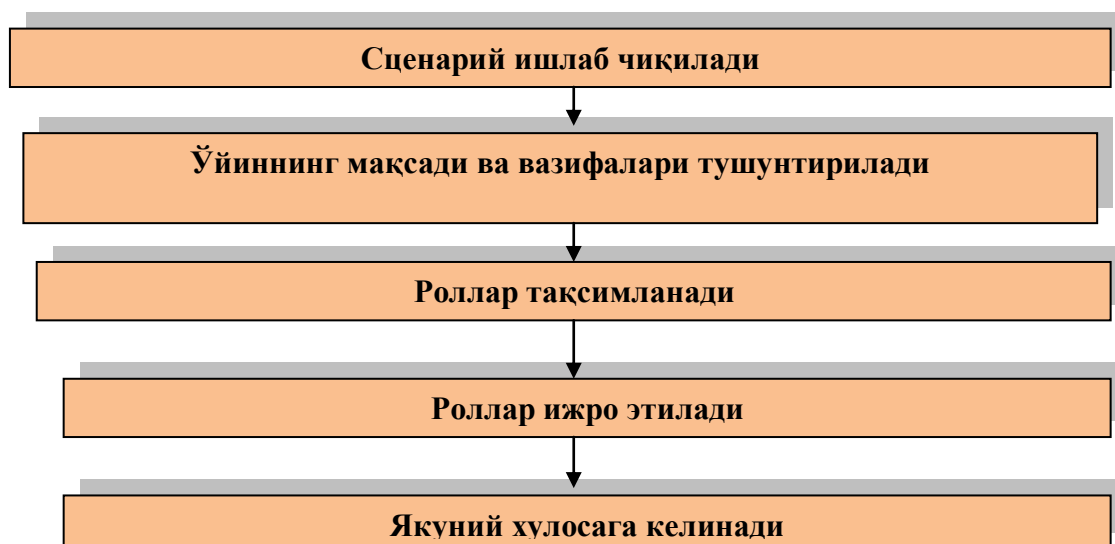 Сценарий ишлаб чиқилади
Ўйиннинг мақсади ва вазифалари тушунтирилади
Роллар тақсимланади
Роллар ижро этилади
Якуний хулосага келинади